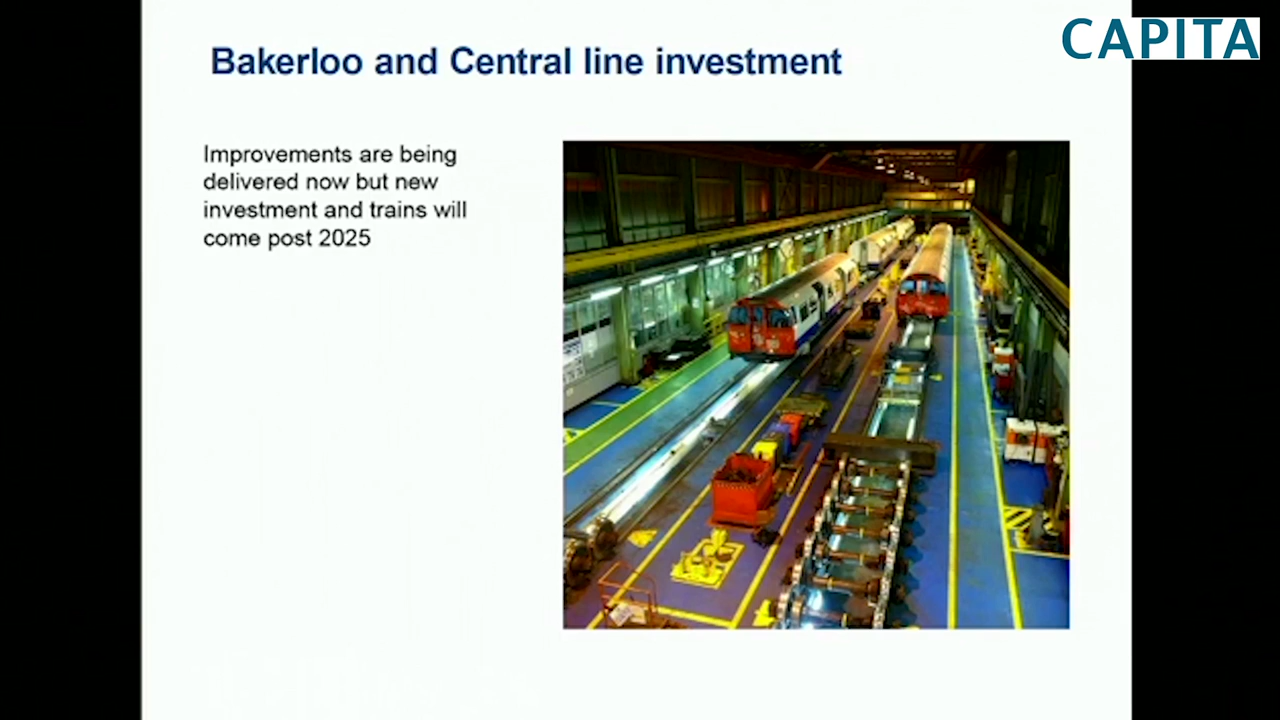 CAPITA
Bakerloo and Central line investment
Improvements are being
delivered now but new
investment and trains will
come post 2025